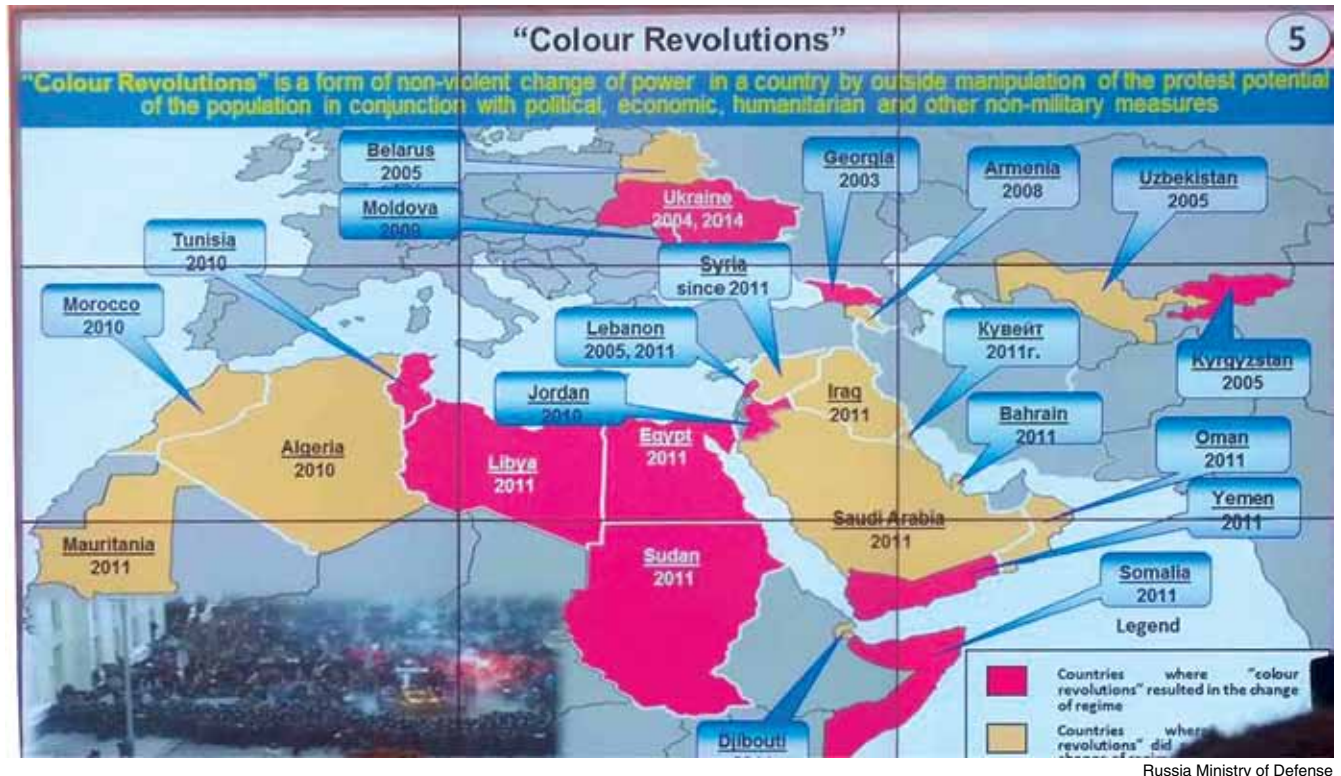 "Colour Revolutions"
5
"Colour Revolutions" is a form of non-violent change of power in a country by outside manipulation of the protest potential
of the population in conjunction with political, economic, humanitarian and other non-military measures
Belarus
2005
Moldova
2009
Ukraine
2004, 2014
Georgia
2003
Armenia
2008
Uzbekistan
2005
Tunisia
2010
Syria
since 2011
Morocco
2010
Lebanon
2005, 2011
Кувейт
2011г.
Kyrgyzstan
2005
Jordan
2010
Iraq
2011
Bahrain
2011
Algeria
2010
Libya
2011
Egypt
2011
Oman
2011
Yemen
2011
Saudi Arabia
2011
Mauritania
2011
Sudan
2011
Somalia
2011
Djibouti
Legend
Countries where "colour
revolutions" resulted in the change
of regime
Countries where
revolutions" did
change of
Russia Ministry of Defense